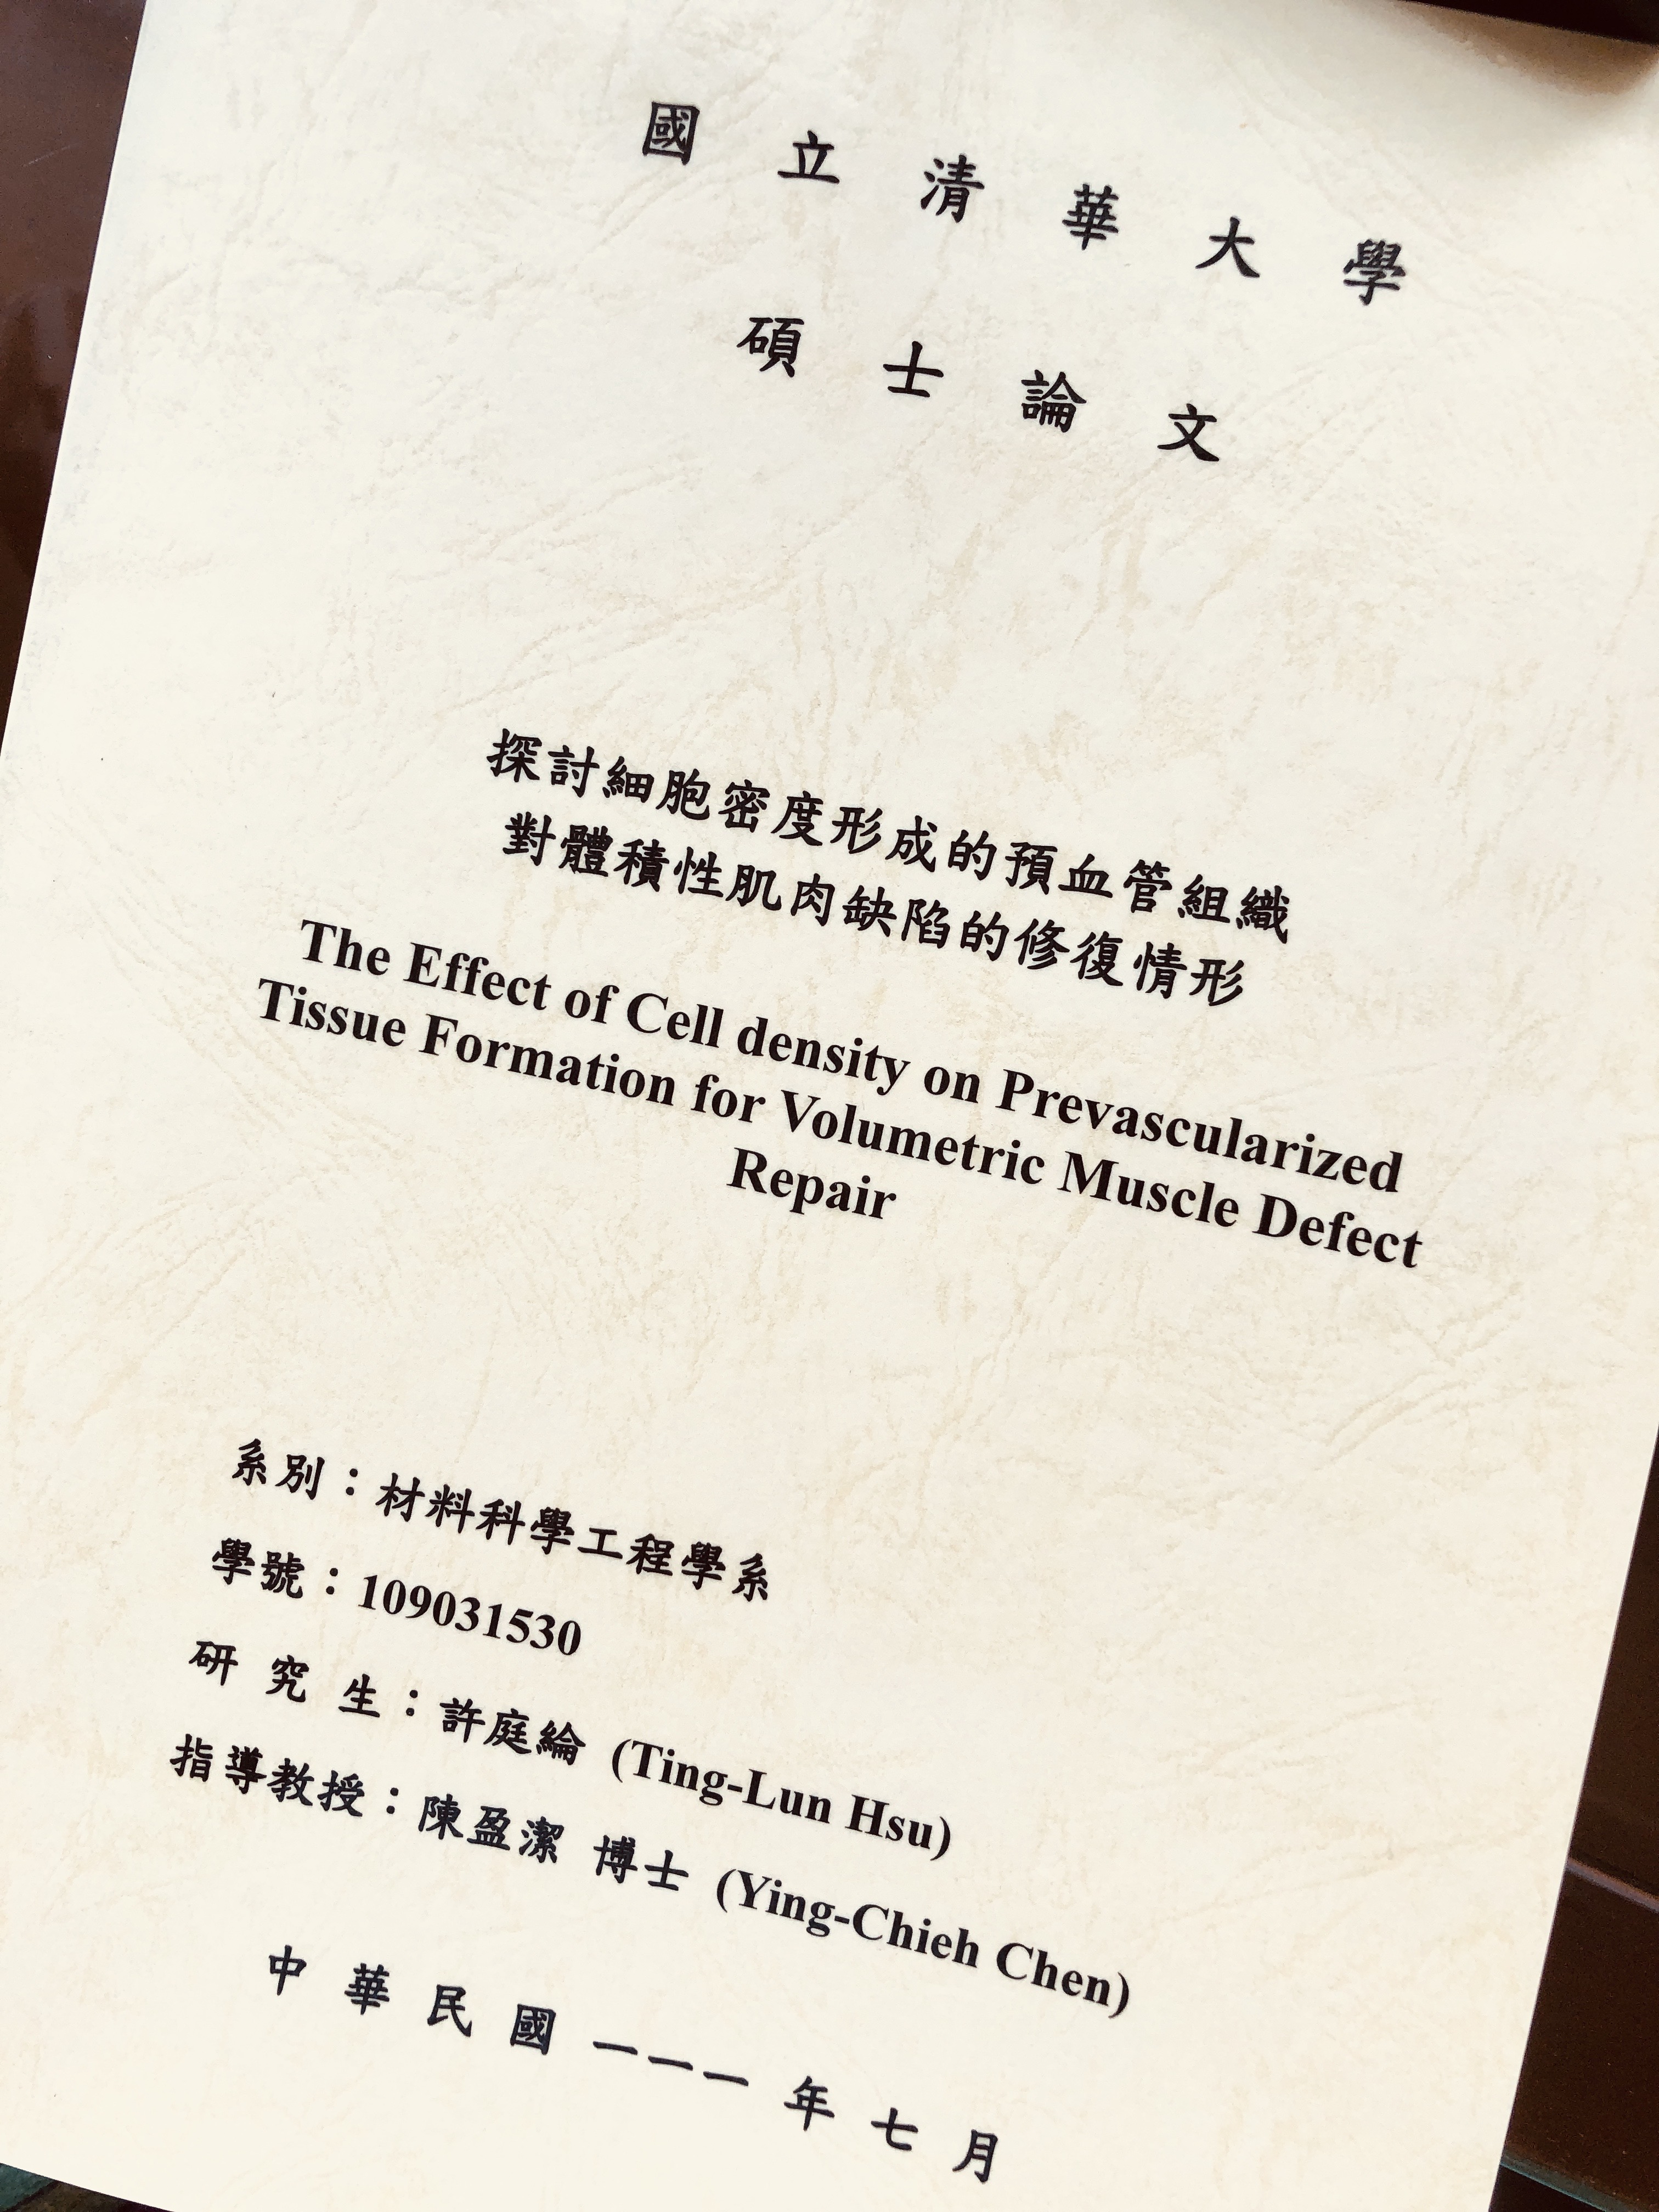 國立清華大學
碩士論文
探討細胞密度形成的預血管組織
對體積性肌肉缺陷的修復情形
The Effect of Cell density on Prevascularized
Tissue Formation for Volumetric Muscle Defect
Repair
系別：材料科學工程學系
學號：109031530
研究生：許庭綸 (Ting-Lun Hsu)
指導教授：陳盈潔 博士 (Ying-Chieh Chen)
中華民國一一一年七月